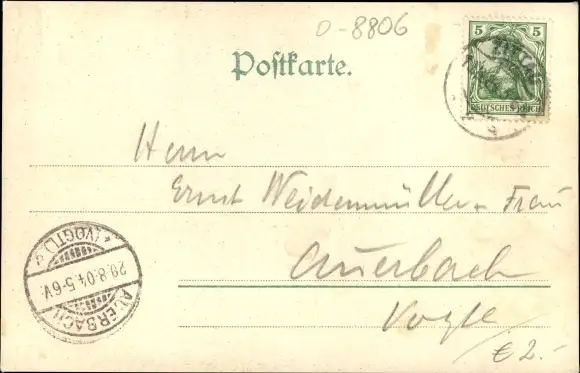 O-8806
5 5
DEUTSCHES REICH
ZITTAU
Postkarte.
Herrn
Ernst Weidenmüller u. Frau
Auerbach
Vogtl
AUERBACH
29.8.04.5-6V.
* (VOGTL) *
€ 2.-